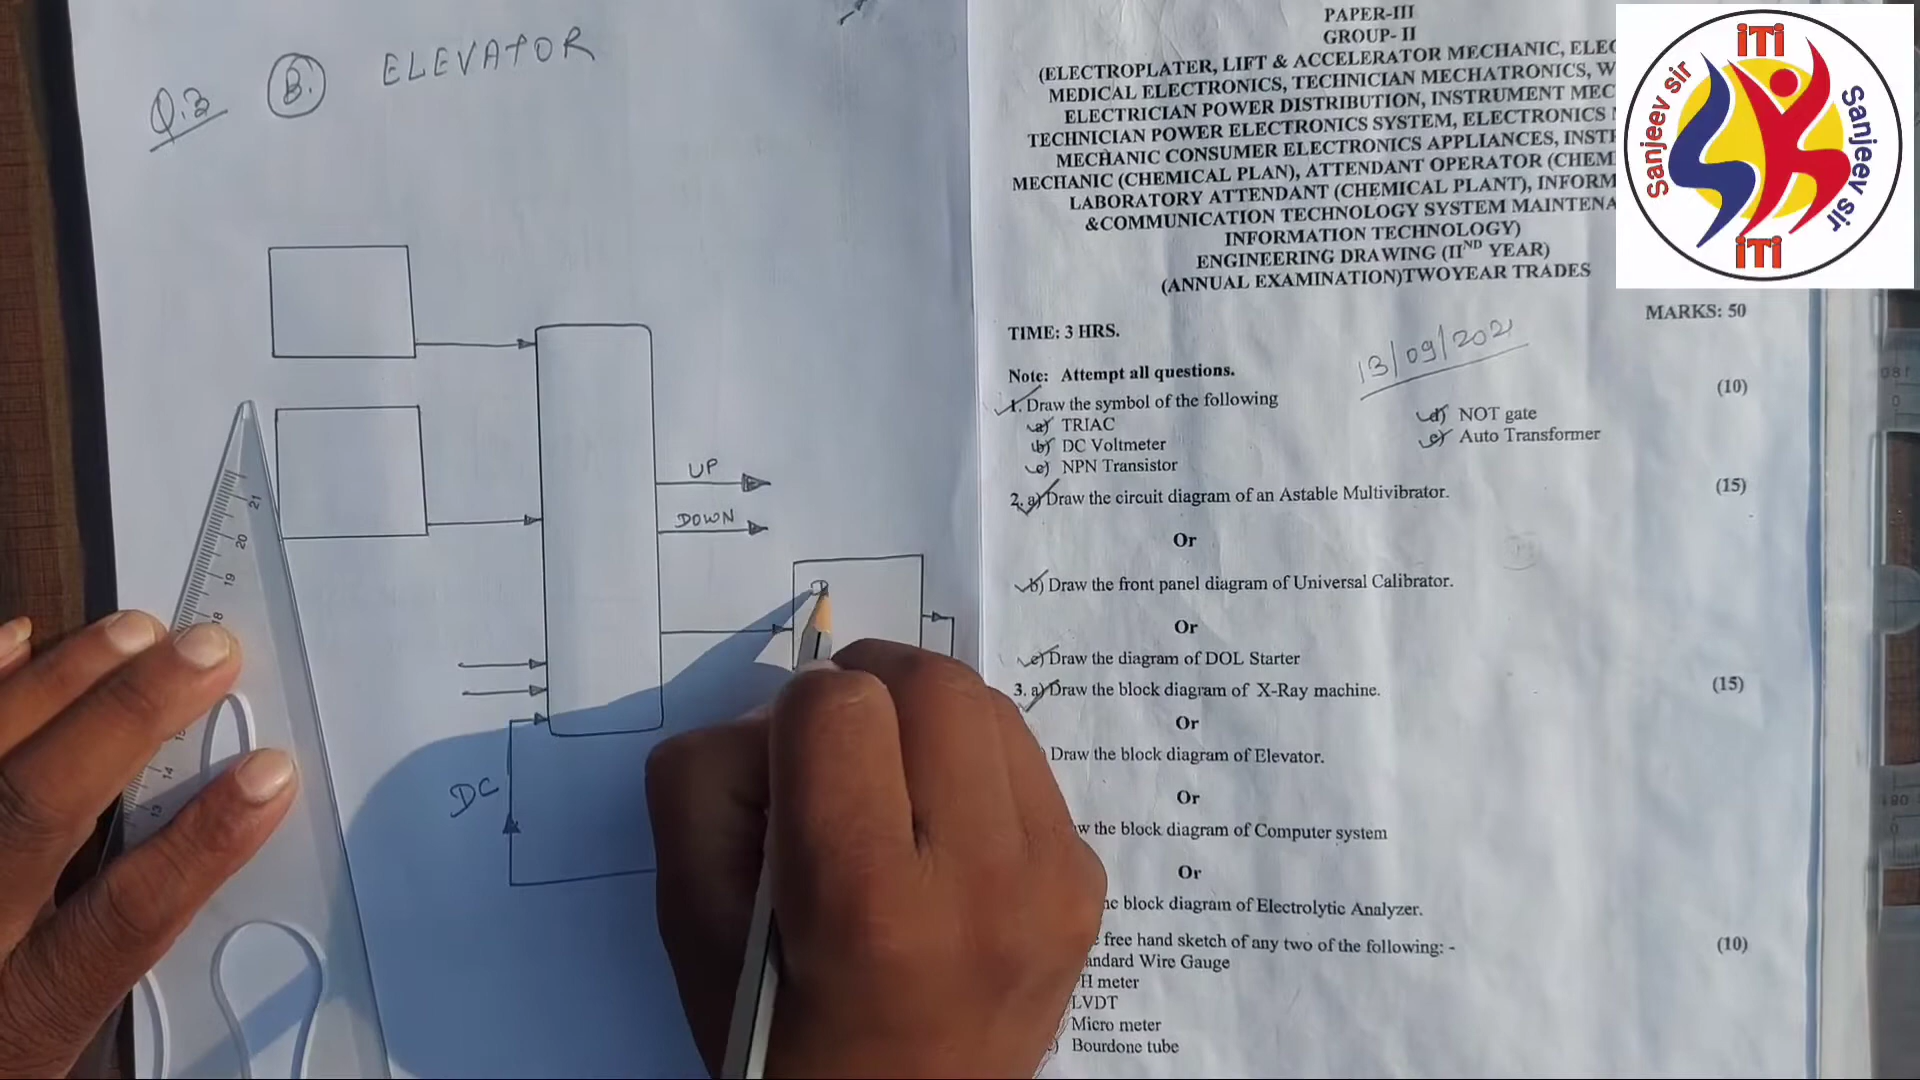 Q.3 B. ELEVATOR
UP
DOWN
DC
21
20
19
18
14
13
PAPER-III
GROUP- II
(ELECTROPLATER, LIFT & ACCELERATOR MECHANIC,
MEDICAL ELECTRONICS, TECHNICIAN MECHATRONICS,
ELECTRICIAN POWER DISTRIBUTION, INSTRUMENT
TECHNICIAN POWER ELECTRONICS SYSTEM, ELECTRONICS
MECHANIC CONSUMER ELECTRONICS APPLIANCES,
MECHANIC (CHEMICAL PLAN), ATTENDANT OPERATOR
LABORATORY ATTENDANT (CHEMICAL PLANT),
&COMMUNICATION TECHNOLOGY SYSTEM
INFORMATION TECHNOLOGY)
ENGINEERING DRAWING (IIND YEAR)
(ANNUAL EXAMINATION)TWOYEAR TRADES
TIME: 3 HRS.
MARKS: 50
13/09/2021
Note: Attempt all questions.
1. Draw the symbol of the following (10)
a) TRIAC d) NOT gate
b) DC Voltmeter e) Auto Transformer
c) NPN Transistor
2. a) Draw the circuit diagram of an Astable Multivibrator. (15)
Or
b) Draw the front panel diagram of Universal Calibrator.
Or
c) Draw the diagram of DOL Starter
3. a) Draw the block diagram of X-Ray machine. (15)
Or
Draw the block diagram of Elevator.
Or
the block diagram of Computer system
Or
block diagram of Electrolytic Analyzer.
free hand sketch of any two of the following: - (10)
Wire Gauge
H meter
LVDT
Micro meter
Bourdone tube
iTi
Sanjeev sir
Sanjeev sir
iTi